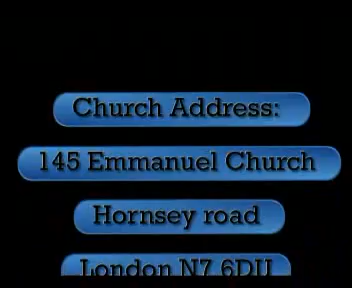 Church Address:
145 Emmanuel Church
Hornsey road
London N7 6DU